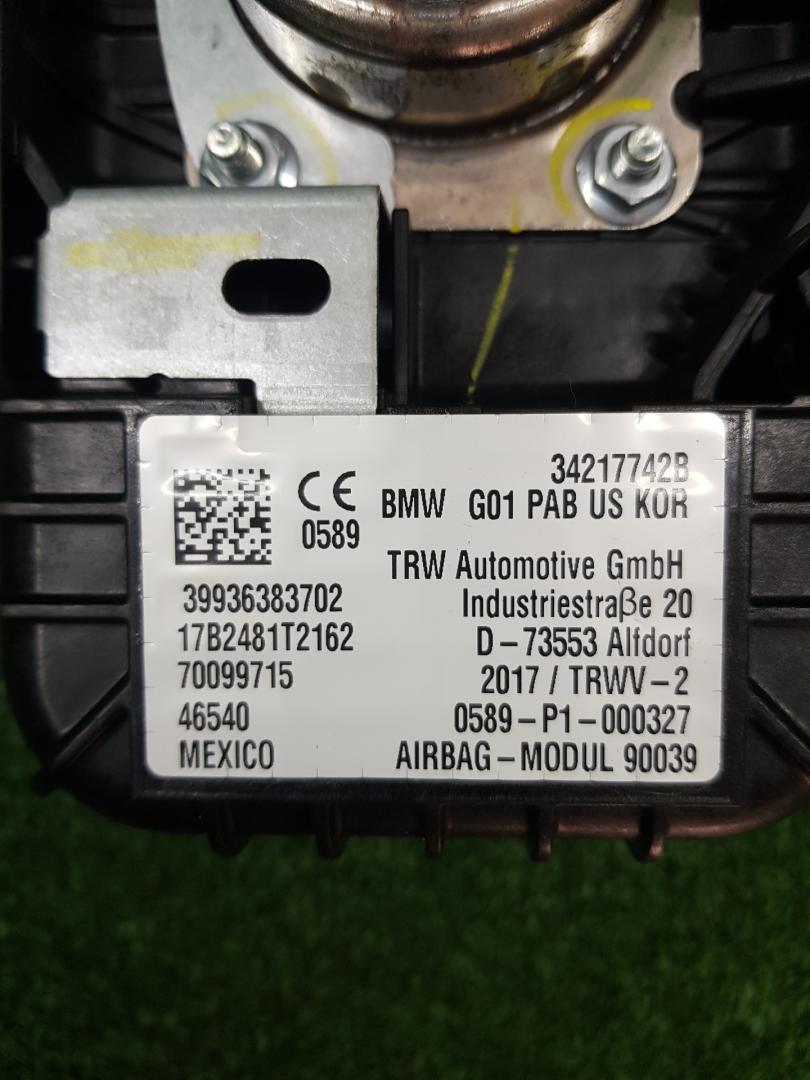 34217742B
CE BMW G01 PAB US KOR
0589
TRW Automotive GmbH
39936383702 Industriestraße 20
17B2481T2162 D-73553 Alfdorf
70099715 2017 / TRWV-2
46540 0589-P1-000327
MEXICO AIRBAG-MODUL 90039